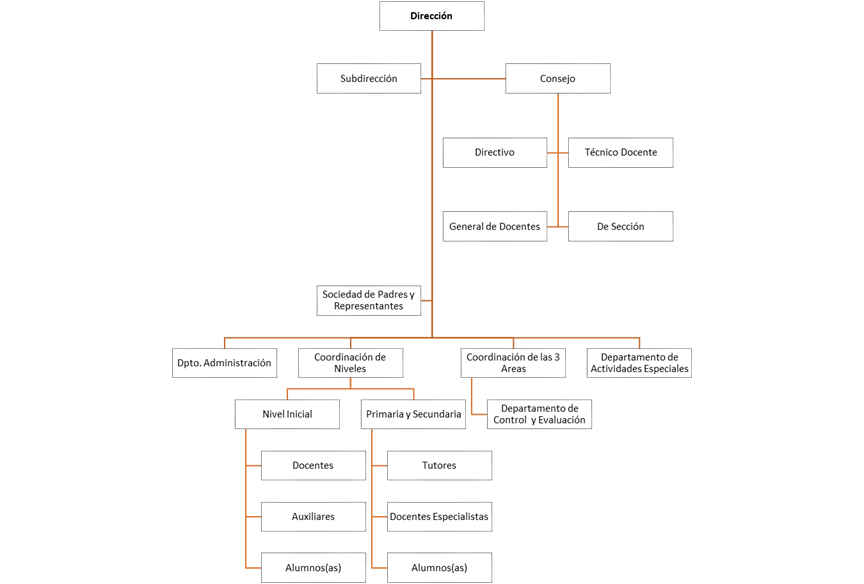 Dirección
Subdirección
Consejo
Directivo
Técnico Docente
General de Docentes
De Sección
Sociedad de Padres y
Representantes
Dpto. Administración
Coordinación de
Niveles
Coordinación de las 3
Areas
Departamento de
Actividades Especiales
Nivel Inicial
Primaria y Secundaria
Departamento de
Control y Evaluación
Docentes
Tutores
Auxiliares
Docentes Especialistas
Alumnos(as)
Alumnos(as)